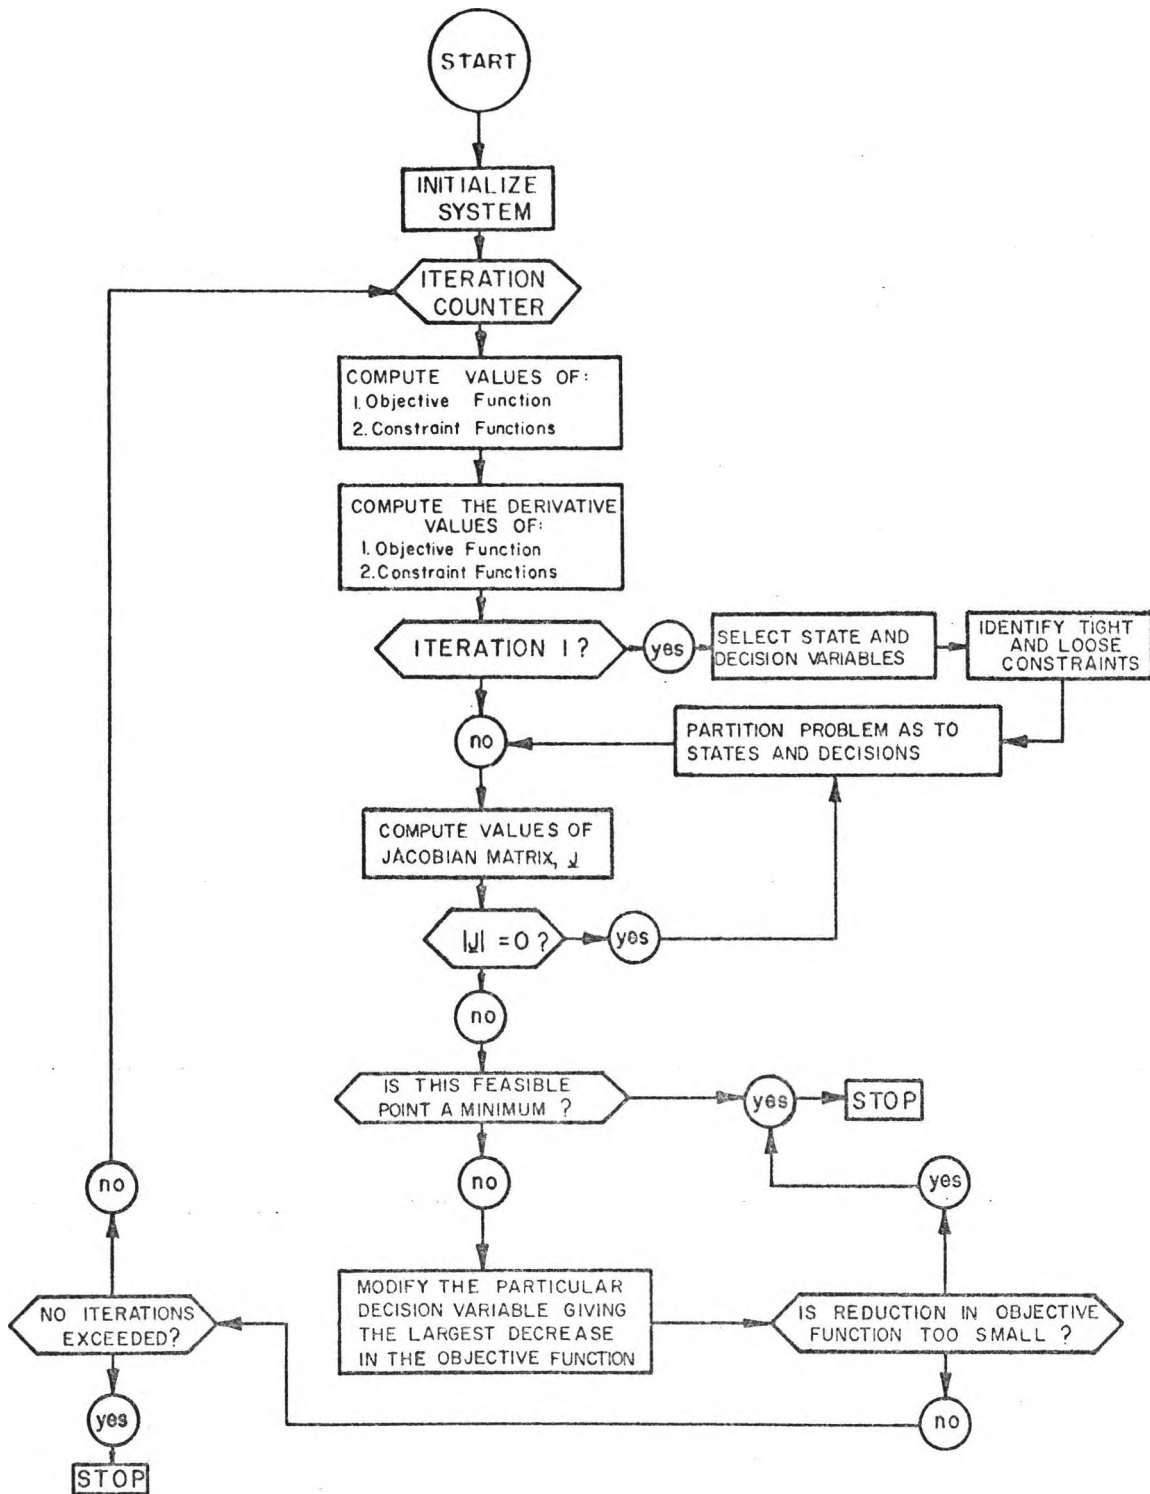 START
INITIALIZE
SYSTEM
ITERATION
COUNTER
COMPUTE VALUES OF:
1. Objective Function
2. Constraint Functions
COMPUTE THE DERIVATIVE
VALUES OF:
1. Objective Function
2. Constraint Functions
ITERATION 1?
yes
SELECT STATE AND
DECISION VARIABLES
IDENTIFY TIGHT
AND LOOSE
CONSTRAINTS
no
PARTITION PROBLEM AS TO
STATES AND DECISIONS
COMPUTE VALUES OF
JACOBIAN MATRIX, J
|J| = 0 ?
yes
no
IS THIS FEASIBLE
POINT A MINIMUM ?
yes
STOP
no
yes
no
MODIFY THE PARTICULAR
DECISION VARIABLE GIVING
THE LARGEST DECREASE
IN THE OBJECTIVE FUNCTION
IS REDUCTION IN OBJECTIVE
FUNCTION TOO SMALL ?
NO ITERATIONS
EXCEEDED?
yes
STOP
no